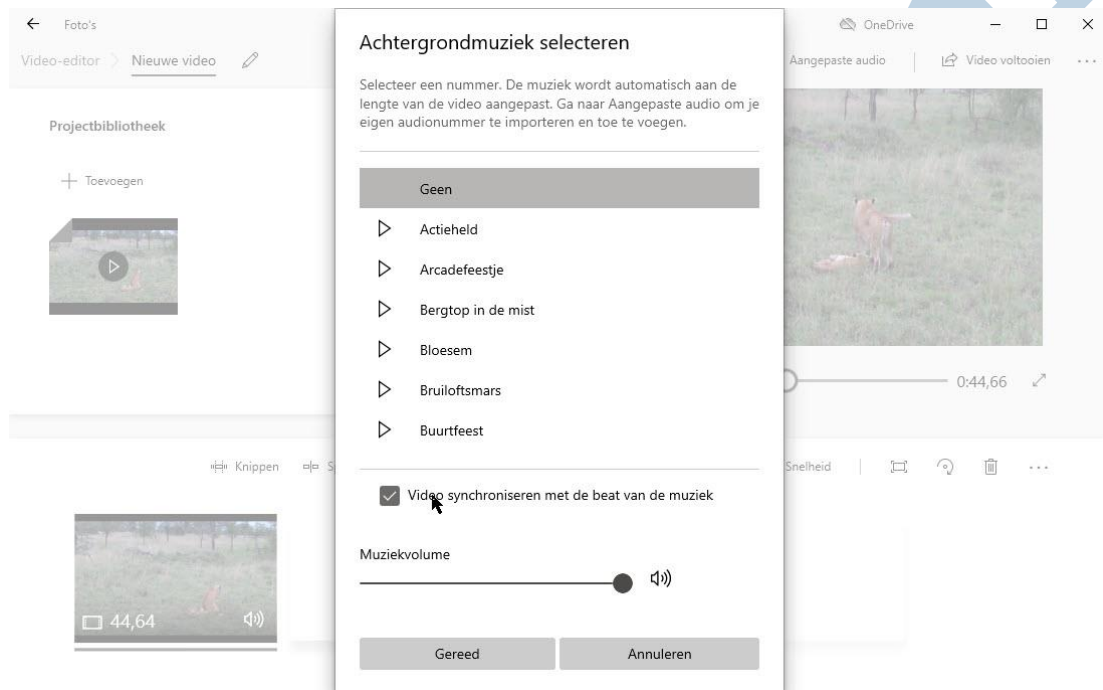 Foto's
OneDrive
Video-editor
Nieuwe video
Aangepaste audio
Video voltooien
Projectbibliotheek
Toevoegen
Achtergrondmuziek selecteren
Selecteer een nummer. De muziek wordt automatisch aan de
lengte van de video aangepast. Ga naar Aangepaste audio om je
eigen audionummer te importeren en toe te voegen.
Geen
Actieheld
Arcadefeestje
Bergtop in de mist
Bloesem
Bruiloftsmars
Buurtfeest
Video synchroniseren met de beat van de muziek
Muziekvolume
Gereed
Annuleren
0:44,66
Knippen
Snelheid
44,64